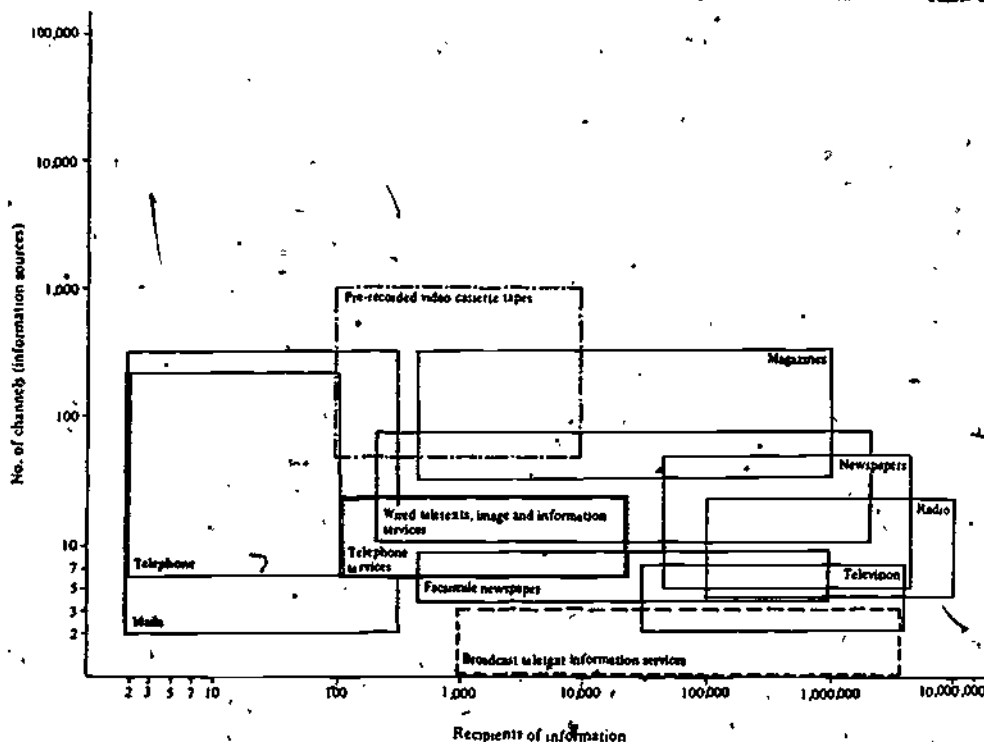 100,000
10,000
1,000
100
10
7
5
3
2
No. of channels (information sources)
Pre-recorded video cassette tapes
Magazines
Newspapers
Radio
Wired teletexts, image and information
services
Telephone
Telephone
services
Facsimile newspaper
Television
Mails
Broadcast teletext information services
2 3 5 7 10 100 1,000 10,000 100,000 1,000,000 10,000,000
Recipients of information